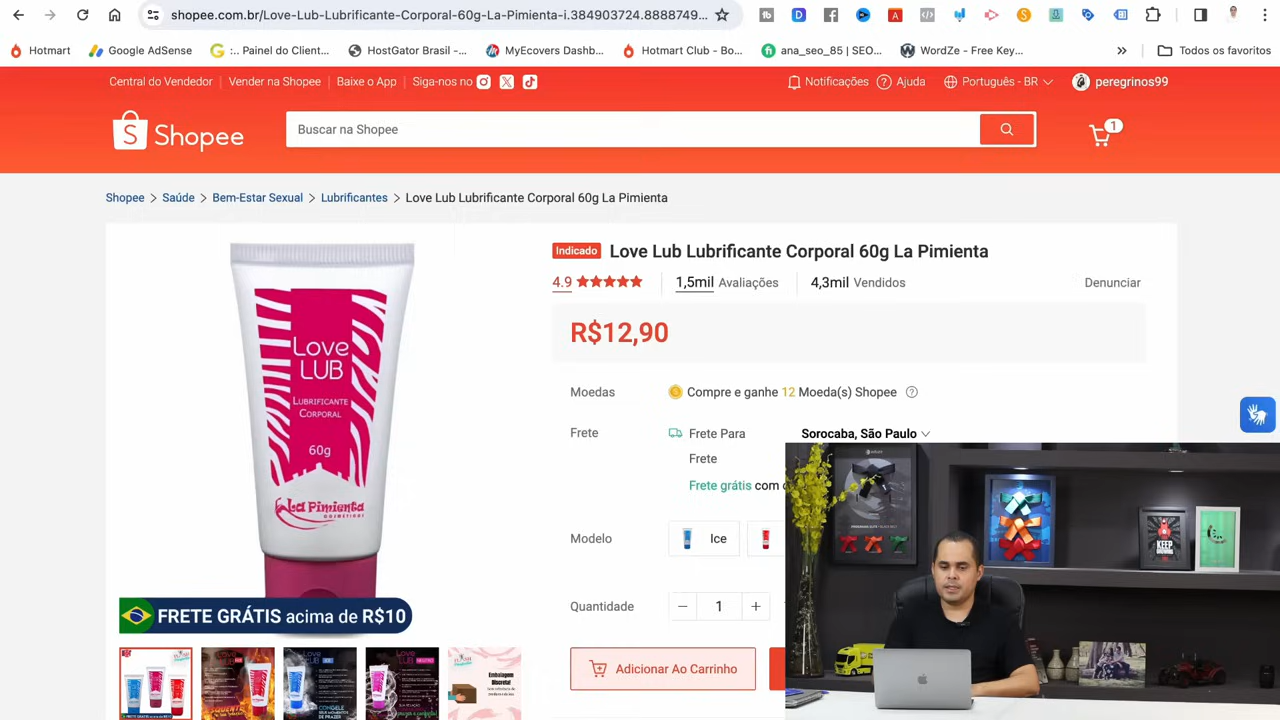 shopee.com.br/Love-Lub-Lubrificante-Corporal-60g-La-Pimienta-i.384903724.8888749...
Hotmart
Google AdSense
:.. Painel do Client...
HostGator Brasil -...
MyEcovers Dashb...
Hotmart Club - Bo...
ana_seo_85 | SEO...
WordZe - Free Key...
»
Todos os favoritos
Central do Vendedor
Vender na Shopee
Baixe o App
Siga-nos no
Notificações
Ajuda
Português - BR
peregrinos99
Shopee
Buscar na Shopee
1
Shopee > Saúde > Bem-Estar Sexual > Lubrificantes > Love Lub Lubrificante Corporal 60g La Pimienta
Indicado Love Lub Lubrificante Corporal 60g La Pimienta
4.9
1,5mil Avaliações
4,3mil Vendidos
Denunciar
R$12,90
Moedas
Compre e ganhe 12 Moeda(s) Shopee
Frete
Frete Para
Sorocaba, São Paulo
Frete
Frete grátis com
Modelo
Ice
Quantidade
− 1 +
Adicionar Ao Carrinho
Love
LUB
LUBRIFICANTE
CORPORAL
60g
La Pimienta
COSMÉTICOS
FRETE GRÁTIS acima de R$10
KEEP